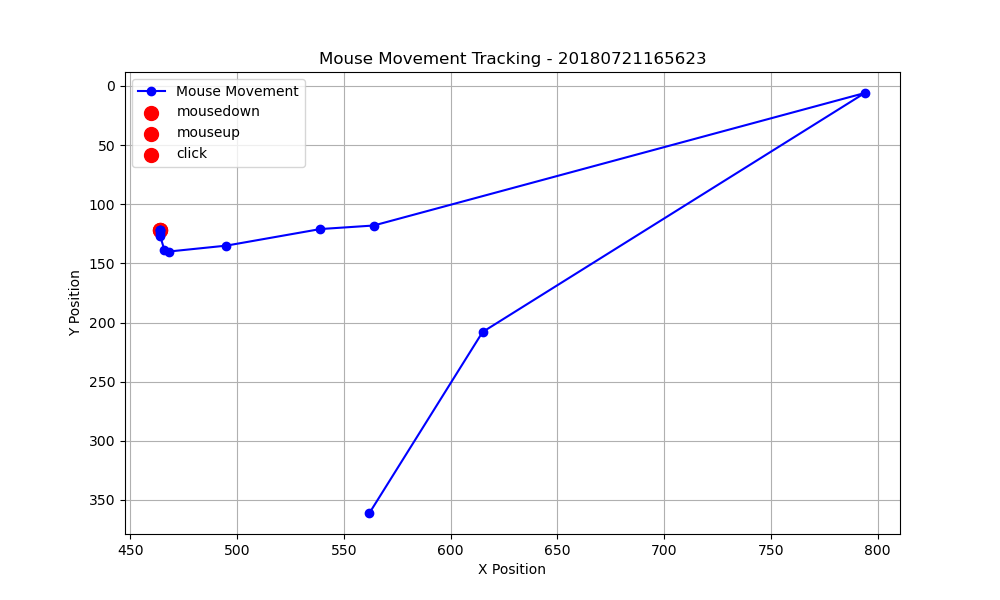 Mouse Movement Tracking - 20180721165623
Mouse Movement
mousedown
mouseup
click
0
50
100
150
200
250
300
350
Y Position
450 500 550 600 650 700 750 800
X Position